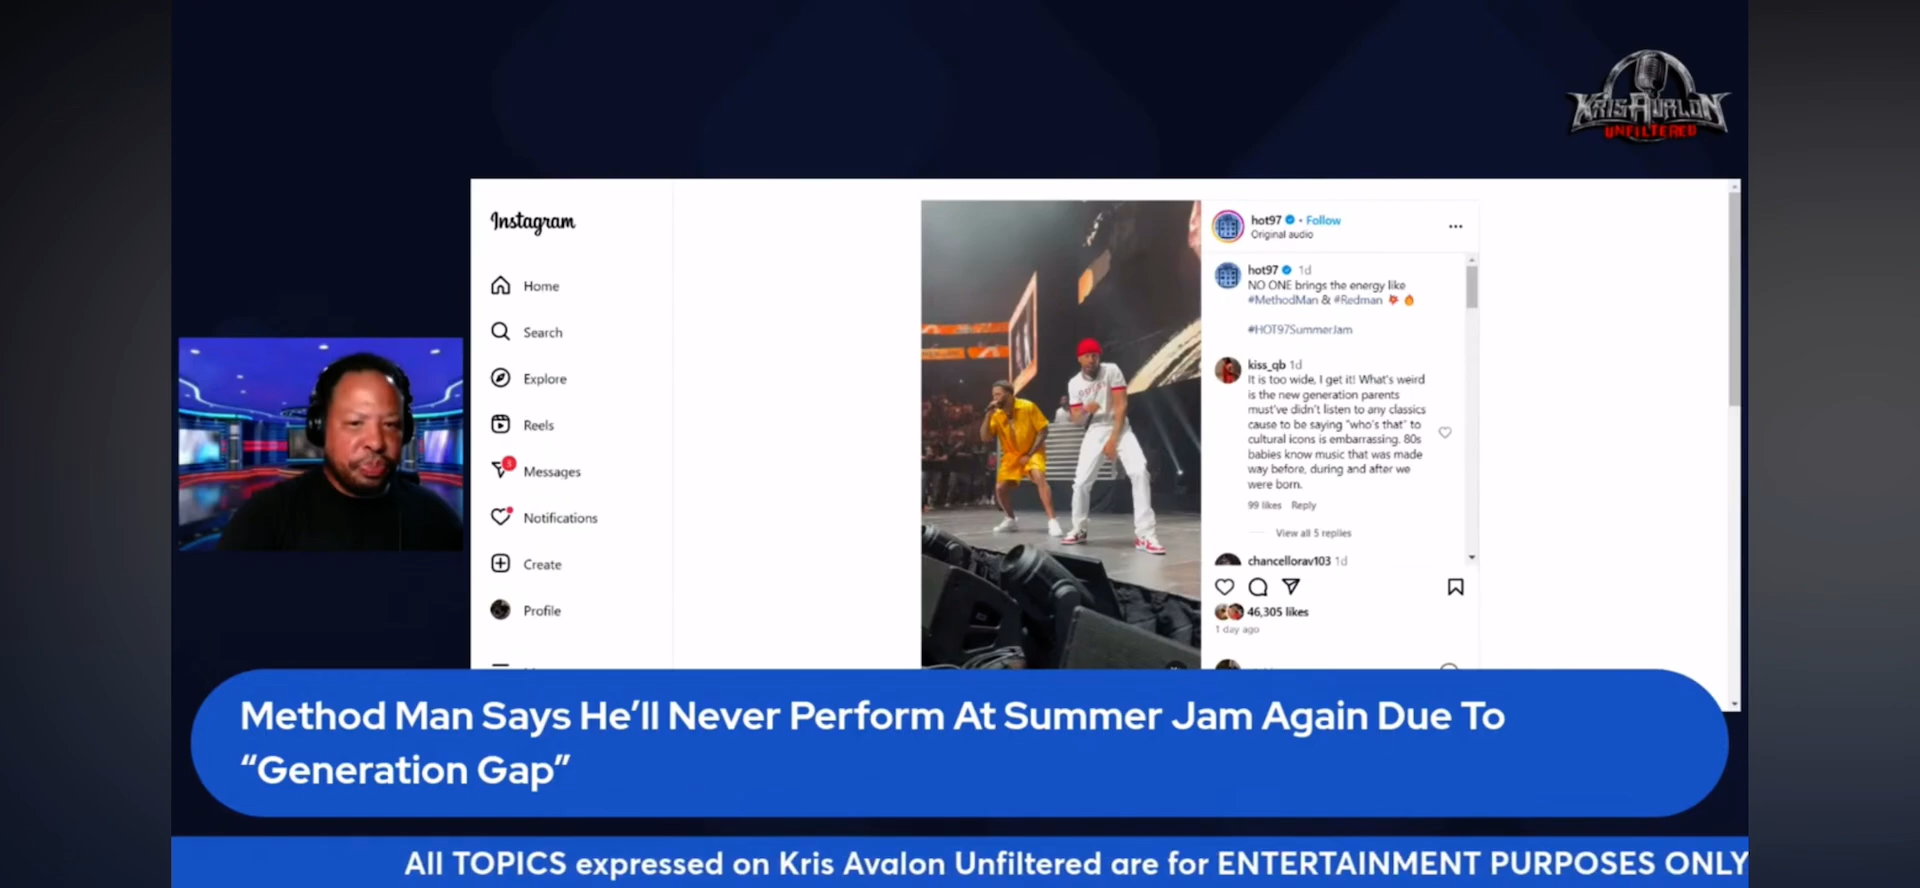 KRIS AVALON
UNFILTERED
Instagram
Home
Search
Explore
Reels
3
Messages
Notifications
Create
Profile
hot97 • Follow
Original audio
hot97 1d
NO ONE brings the energy like
#MethodMan & #Redman
#HOT97SummerJam
kiss_qb 1d
It is too wide, I get it! What's weird
is the new generation parents
must've didn't listen to any classics
cause to be saying "who's that" to
cultural icons is embarrassing. 80s
babies know music that was made
way before, during and after we
were born.
99 likes Reply
View all 5 replies
chancellorav103 1d
46,305 likes
1 day ago
Method Man Says He'll Never Perform At Summer Jam Again Due To
“Generation Gap”
All TOPICS expressed on Kris Avalon Unfiltered are for ENTERTAINMENT PURPOSES ONLY